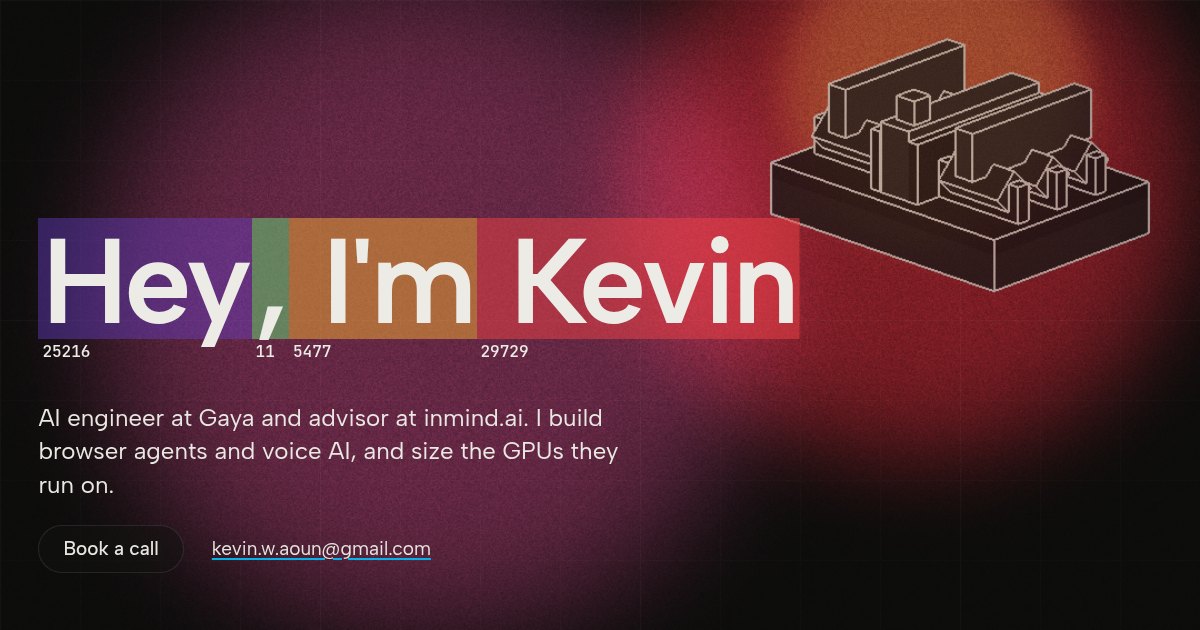 Hey, I'm Kevin
25216 11 5477 29729
AI engineer at Gaya and advisor at inmind.ai. I build
browser agents and voice AI, and size the GPUs they
run on.
Book a call kevin.w.aoun@gmail.com